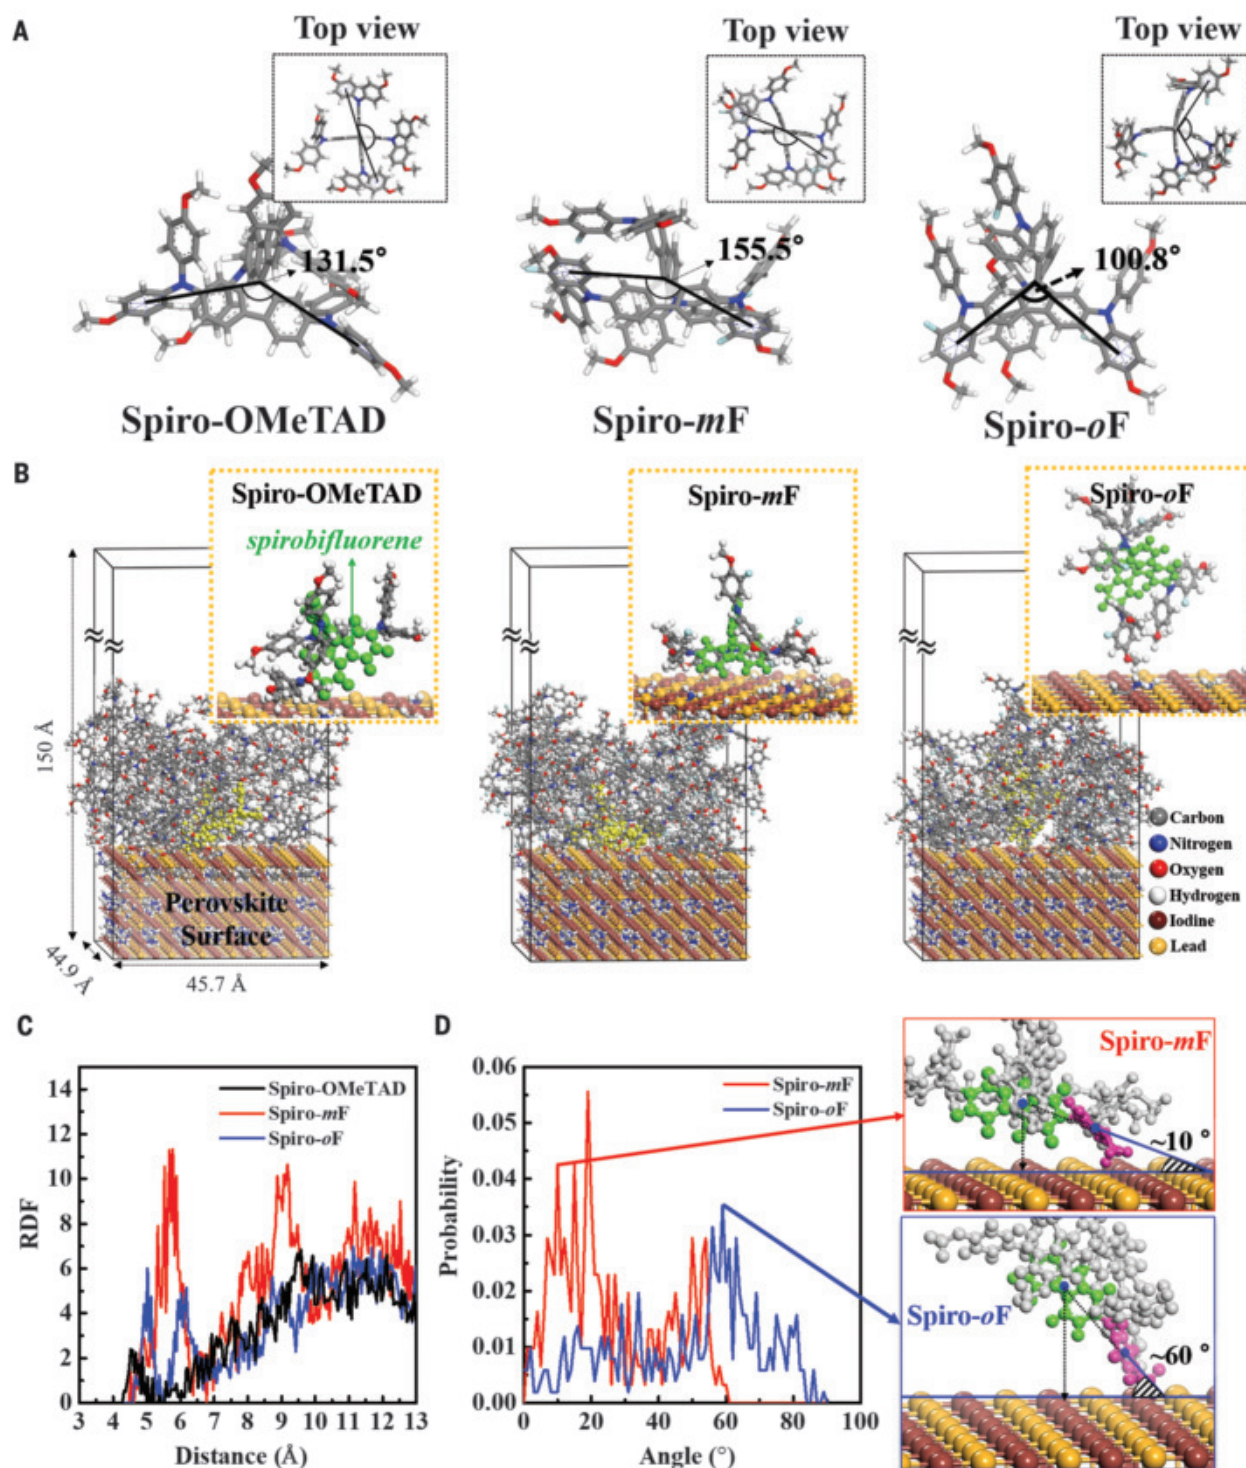 A
Top view
Top view
Top view
131.5°
155.5°
100.8°
Spiro-OMeTAD
Spiro-mF
Spiro-oF
B
Spiro-OMeTAD
spirobifluorene
Spiro-mF
Spiro-oF
150 Å
Perovskite
Surface
44.9 Å
45.7 Å
Carbon
Nitrogen
Oxygen
Hydrogen
Iodine
Lead
C
RDF
14
12
10
8
6
4
2
0
3 4 5 6 7 8 9 10 11 12 13
Distance (Å)
Spiro-OMeTAD
Spiro-mF
Spiro-oF
D
Probability
0.06
0.05
0.04
0.03
0.02
0.01
0.00
0 20 40 60 80 100
Angle (°)
Spiro-mF
Spiro-oF
Spiro-mF
~10 °
Spiro-oF
~60 °